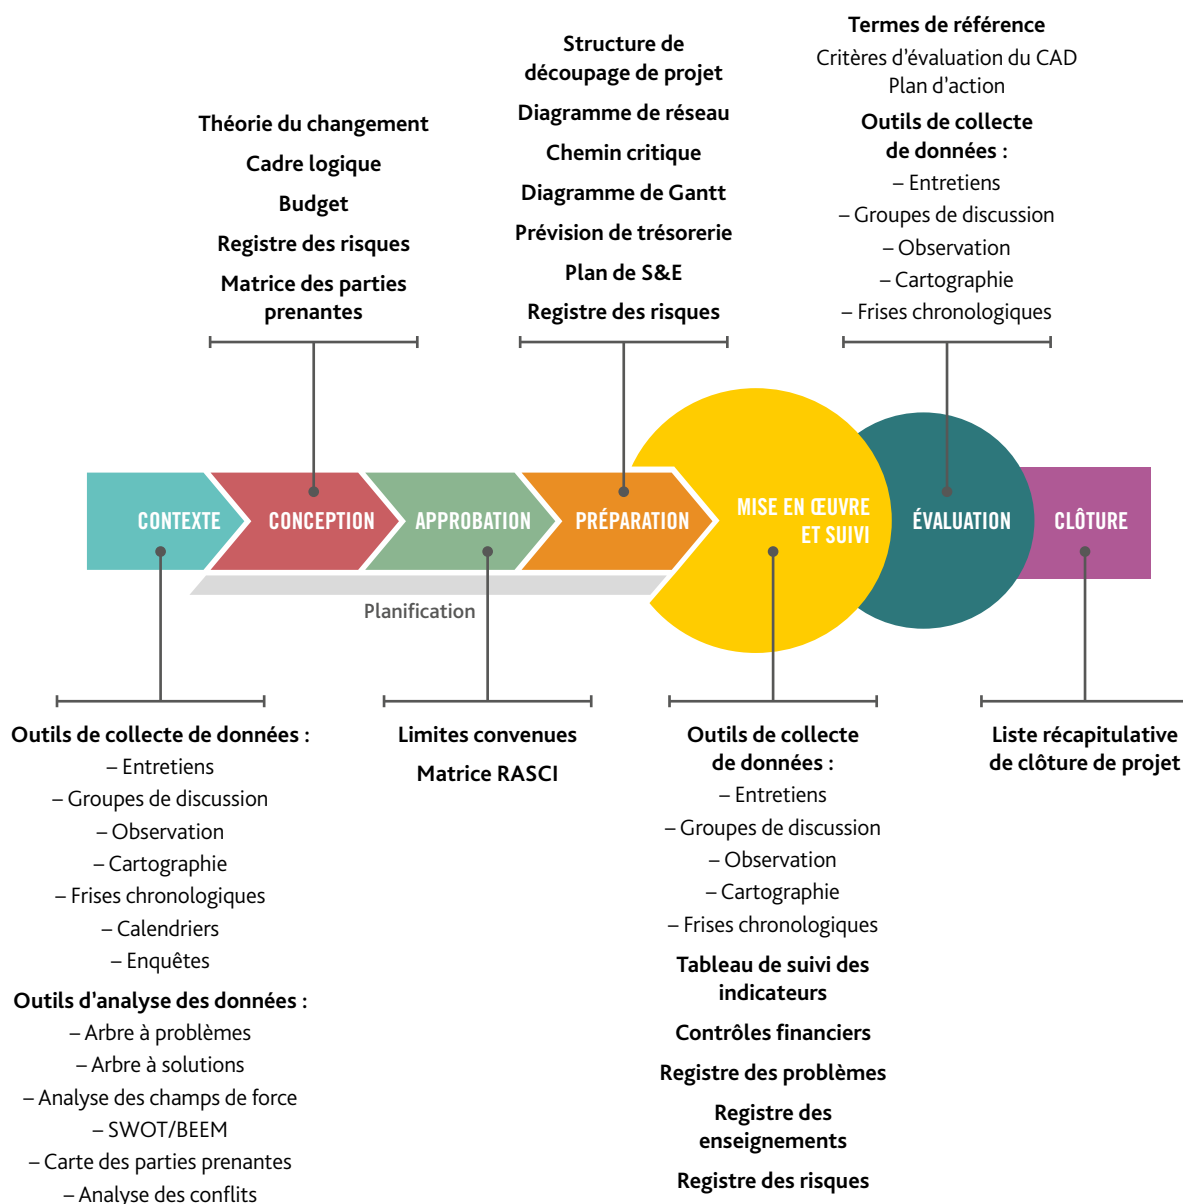 Théorie du changement
Cadre logique
Budget
Registre des risques
Matrice des parties
prenantes
Structure de
découpage de projet
Diagramme de réseau
Chemin critique
Diagramme de Gantt
Prévision de trésorerie
Plan de S&E
Registre des risques
Termes de référence
Critères d’évaluation du CAD
Plan d’action
Outils de collecte
de données :
– Entretiens
– Groupes de discussion
– Observation
– Cartographie
– Frises chronologiques
CONTEXTE
CONCEPTION
APPROBATION
PRÉPARATION
MISE EN ŒUVRE
ET SUIVI
ÉVALUATION
CLÔTURE
Planification
Outils de collecte de données :
– Entretiens
– Groupes de discussion
– Observation
– Cartographie
– Frises chronologiques
– Calendriers
– Enquêtes
Outils d’analyse des données :
– Arbre à problèmes
– Arbre à solutions
– Analyse des champs de force
– SWOT/BEEM
– Carte des parties prenantes
– Analyse des conflits
Limites convenues
Matrice RASCI
Outils de collecte
de données :
– Entretiens
– Groupes de discussion
– Observation
– Cartographie
– Frises chronologiques
Tableau de suivi des
indicateurs
Contrôles financiers
Registre des problèmes
Registre des
enseignements
Registre des risques
Liste récapitulative
de clôture de projet